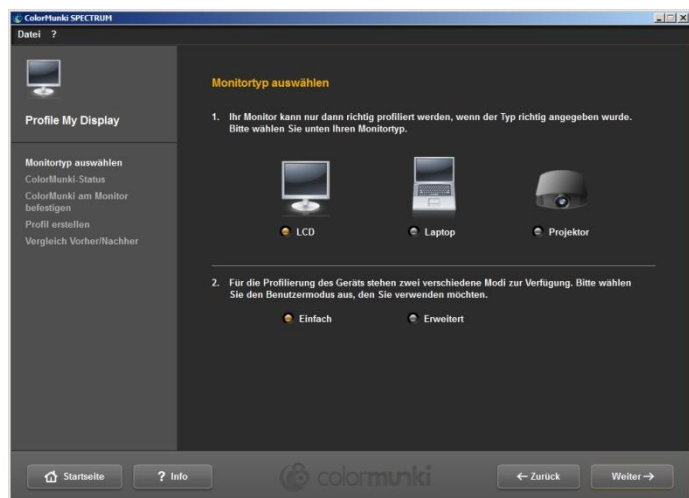 ColorMunki SPECTRUM
Datei ?
Profile My Display
Monitortyp auswählen
ColorMunki-Status
ColorMunki am Monitor
befestigen
Profil erstellen
Vergleich Vorher/Nachher
Monitortyp auswählen
1. Ihr Monitor kann nur dann richtig profiliert werden, wenn der Typ richtig angegeben wurde.
Bitte wählen Sie unten Ihren Monitortyp.
LCD
Laptop
Projektor
2. Für die Profilierung des Geräts stehen zwei verschiedene Modi zur Verfügung. Bitte wählen
Sie den Benutzermodus aus, den Sie verwenden möchten.
Einfach
Erweitert
Startseite
? Info
colormunki
← Zurück
Weiter →